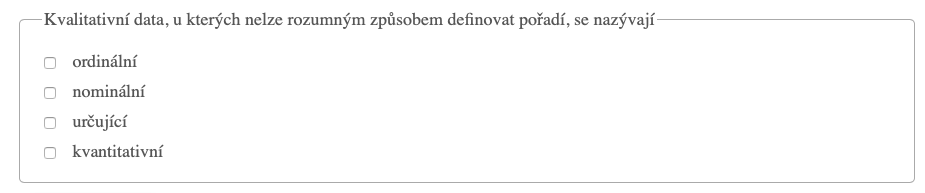 Kvalitativní data, u kterých nelze rozumným způsobem definovat pořadí, se nazývají
ordinální
nominální
určující
kvantitativní